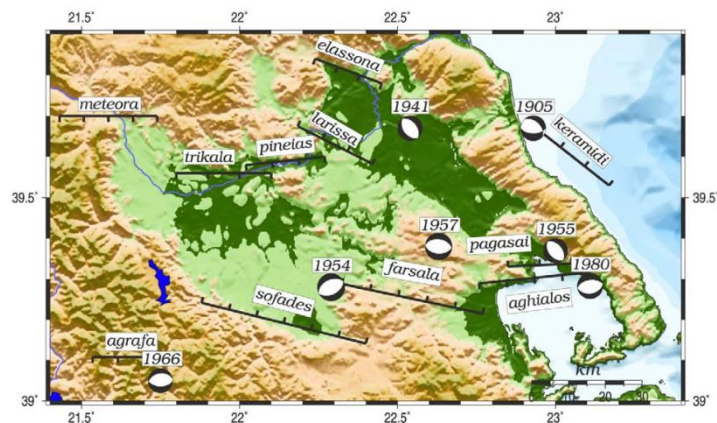 21.5 22 22.5 23
elassona
meteora
1941
1905
larissa
keramidi
pineias
trikala
39.5 39.5
1957
1955
pagasai
1954
1980
farsala
sofades
aghialos
agrafa
1966
km
0 10 20 30
39 39
21.5 22 22.5 23